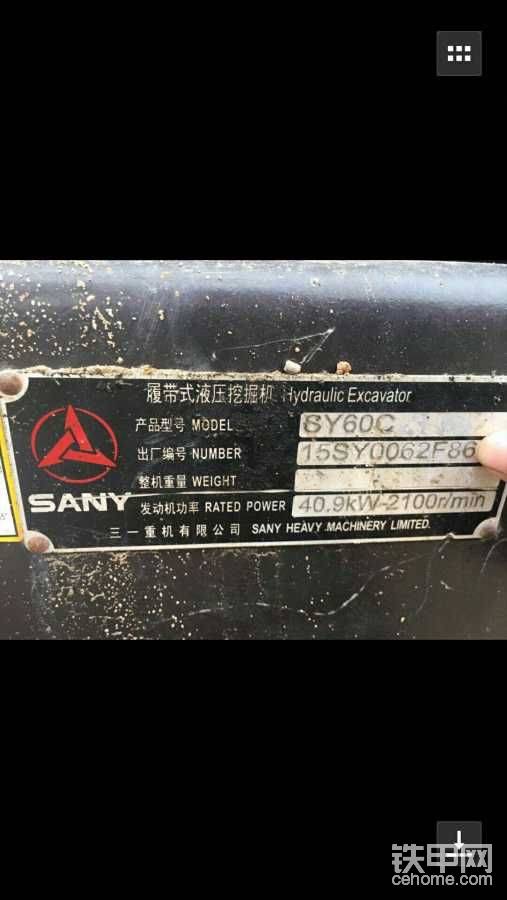 履带式液压挖掘机 Hydraulic Excavator
产品型号 MODEL SY60C
出厂编号 NUMBER 15SY0062F86
整机重量 WEIGHT
SANY 发动机功率 RATED POWER 40.9kW-2100r/min
三一重机有限公司 SANY HEAVY MACHINERY LIMITED.
铁甲网
cehome.com